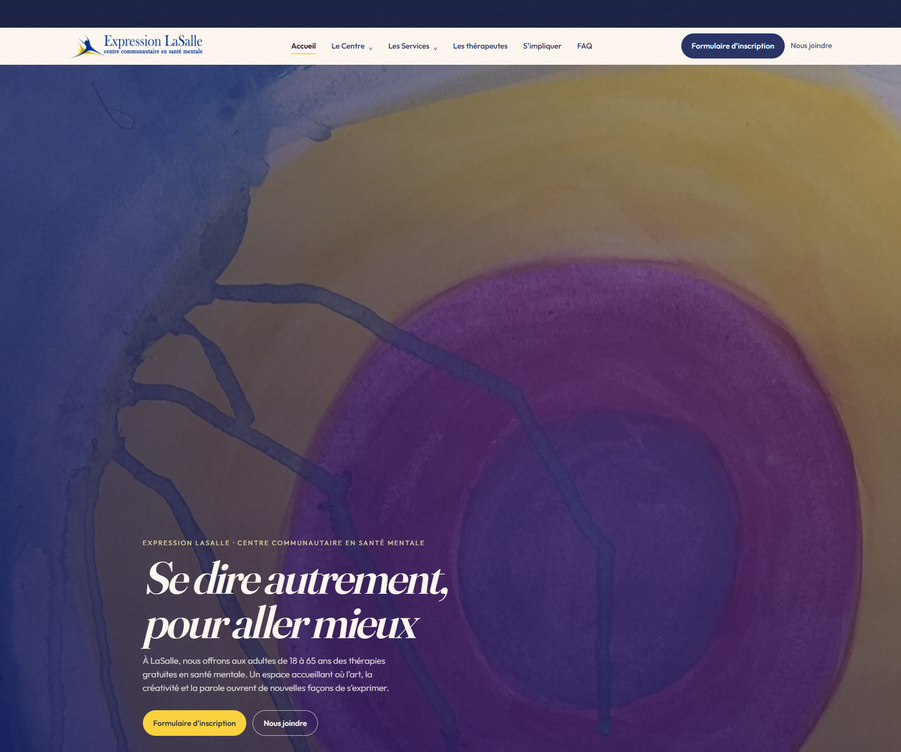 Expression LaSalle
centre communautaire en santé mentale
Accueil
Le Centre
Les Services
Les thérapeutes
S'impliquer
FAQ
Formulaire d'inscription
Nous joindre
EXPRESSION LASALLE · CENTRE COMMUNAUTAIRE EN SANTÉ MENTALE
Se dire autrement,
pour aller mieux
À LaSalle, nous offrons aux adultes de 18 à 65 ans des thérapies
gratuites en santé mentale. Un espace accueillant où l'art, la
créativité et la parole ouvrent de nouvelles façons de s'exprimer.
Formulaire d'inscription
Nous joindre